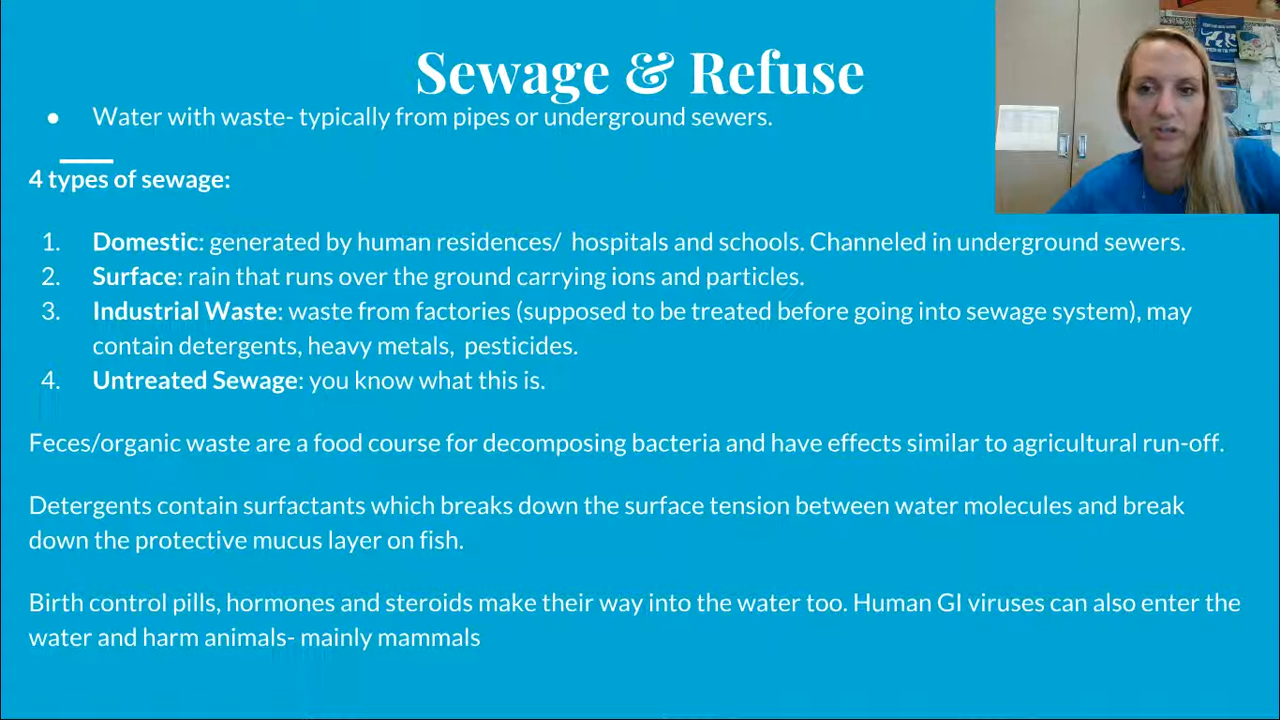 Sewage & Refuse
● Water with waste- typically from pipes or underground sewers.
4 types of sewage:
1. Domestic: generated by human residences/ hospitals and schools. Channeled in underground sewers.
2. Surface: rain that runs over the ground carrying ions and particles.
3. Industrial Waste: waste from factories (supposed to be treated before going into sewage system), may
contain detergents, heavy metals, pesticides.
4. Untreated Sewage: you know what this is.
Feces/organic waste are a food course for decomposing bacteria and have effects similar to agricultural run-off.
Detergents contain surfactants which breaks down the surface tension between water molecules and break
down the protective mucus layer on fish.
Birth control pills, hormones and steroids make their way into the water too. Human GI viruses can also enter the
water and harm animals- mainly mammals